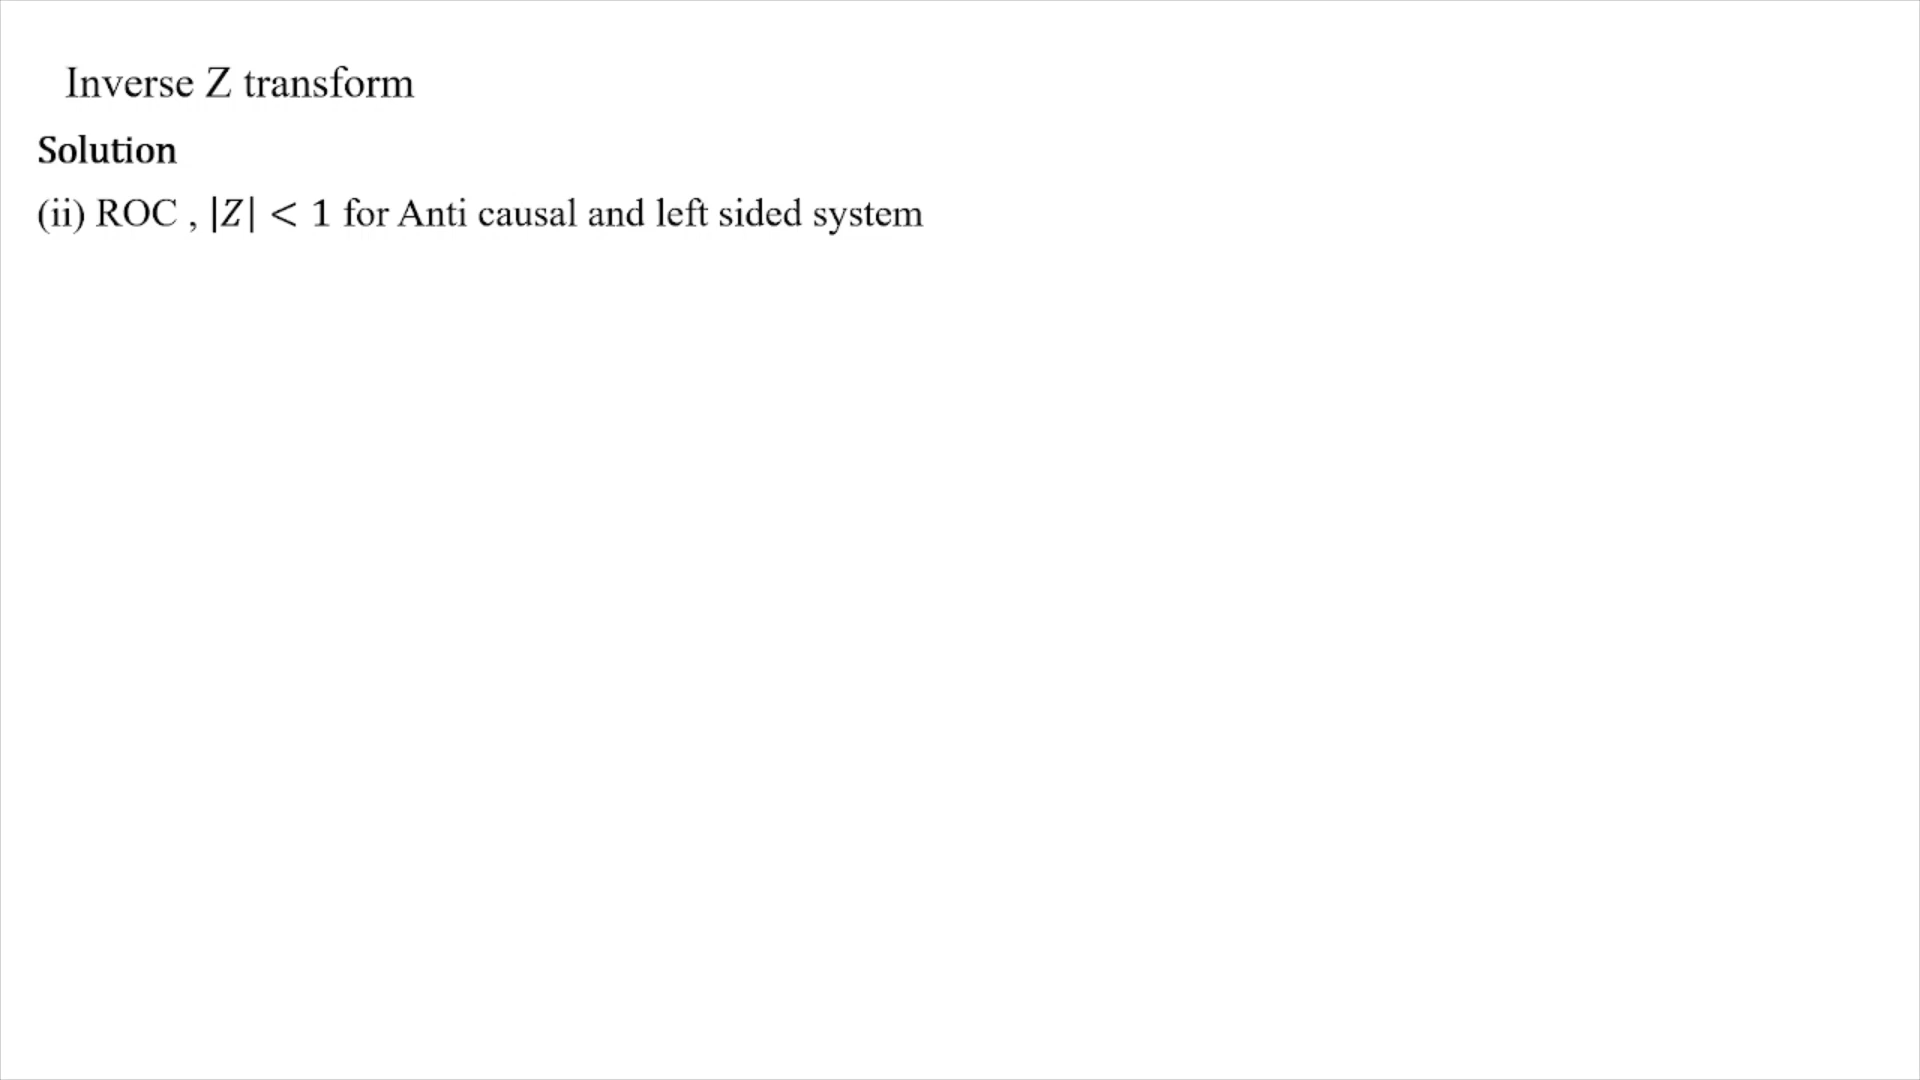 Inverse Z transform
Solution
(ii) ROC , |Z| < 1 for Anti causal and left sided system